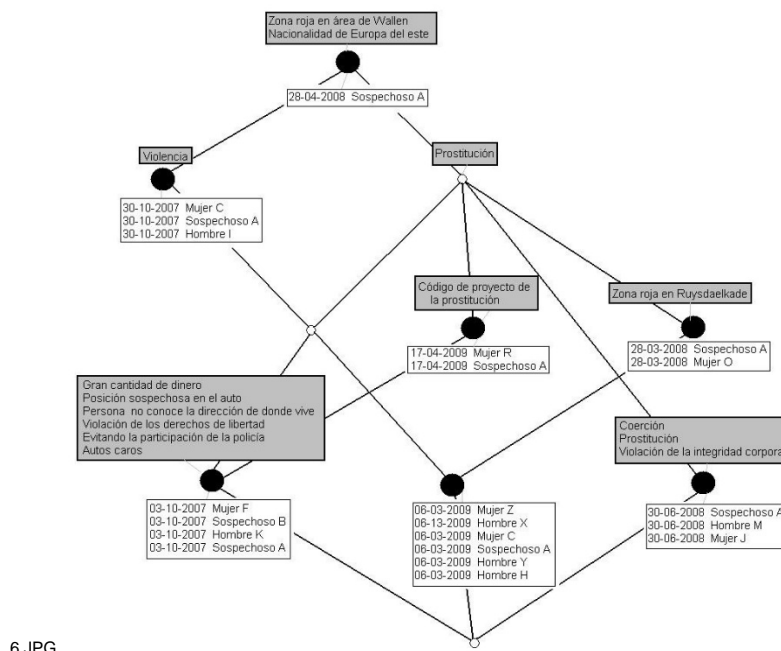 Zona roja en área de Wallen
Nacionalidad de Europa del este
28-04-2008 Sospechoso A
Violencia
Prostitución
30-10-2007 Mujer C
30-10-2007 Sospechoso A
30-10-2007 Hombre I
Código de proyecto de
la prostitución
Zona roja en Ruysdaelkade
17-04-2009 Mujer R
17-04-2009 Sospechoso A
28-03-2008 Sospechoso A
28-03-2008 Mujer O
Gran cantidad de dinero
Posición sospechosa en el auto
Persona no conoce la dirección de donde vive
Violación de los derechos de libertad
Evitando la participación de la policía
Autos caros
Coerción
Prostitución
Violación de la integridad corpora
03-10-2007 Mujer F
03-10-2007 Sospechoso B
03-10-2007 Hombre K
03-10-2007 Sospechoso A
06-03-2009 Mujer Z
06-13-2009 Hombre X
06-03-2009 Mujer C
06-03-2009 Sospechoso A
06-03-2009 Hombre Y
06-03-2009 Hombre H
30-06-2008 Sospechoso A
30-06-2008 Hombre M
30-06-2008 Mujer J
6.JPG